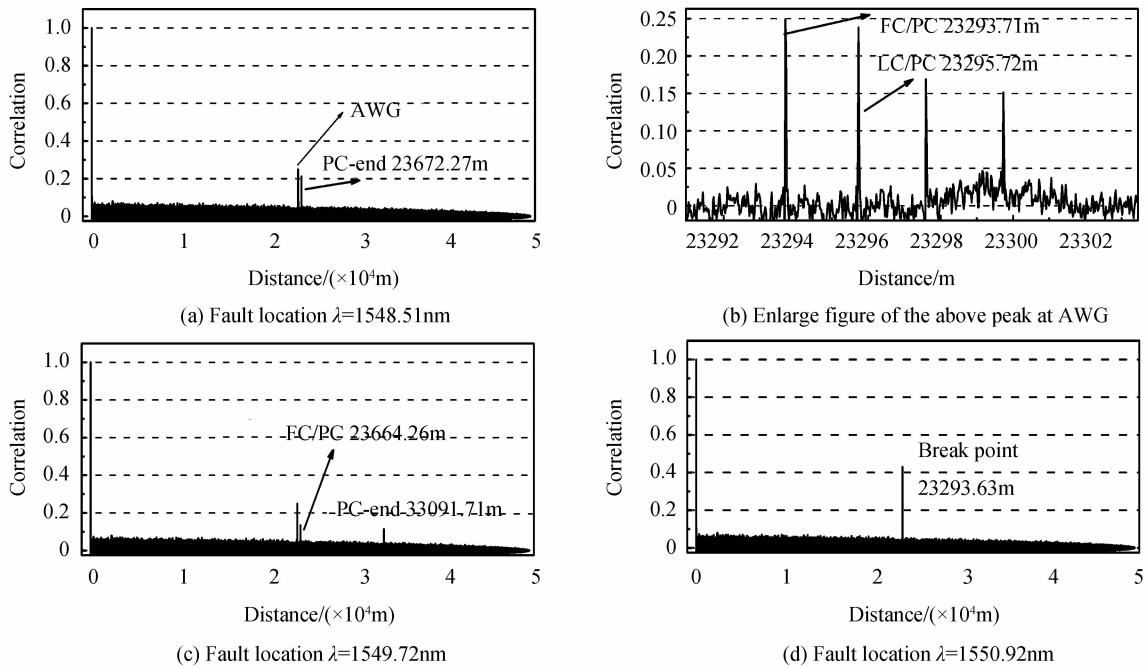 1.0
0.8
0.6
0.4
0.2
0
Correlation
AWG
PC-end 23672.27m
0 1 2 3 4 5
Distance/(×10⁴m)
(a) Fault location λ=1548.51nm
0.25
0.20
0.15
0.10
0.05
0
Correlation
FC/PC 23293.71m
LC/PC 23295.72m
23292 23294 23296 23298 23300 23302
Distance/m
(b) Enlarge figure of the above peak at AWG
1.0
0.8
0.6
0.4
0.2
0
Correlation
FC/PC 23664.26m
PC-end 33091.71m
0 1 2 3 4 5
Distance/(×10⁴m)
(c) Fault location λ=1549.72nm
1.0
0.8
0.6
0.4
0.2
0
Correlation
Break point
23293.63m
0 1 2 3 4 5
Distance/(×10⁴m)
(d) Fault location λ=1550.92nm